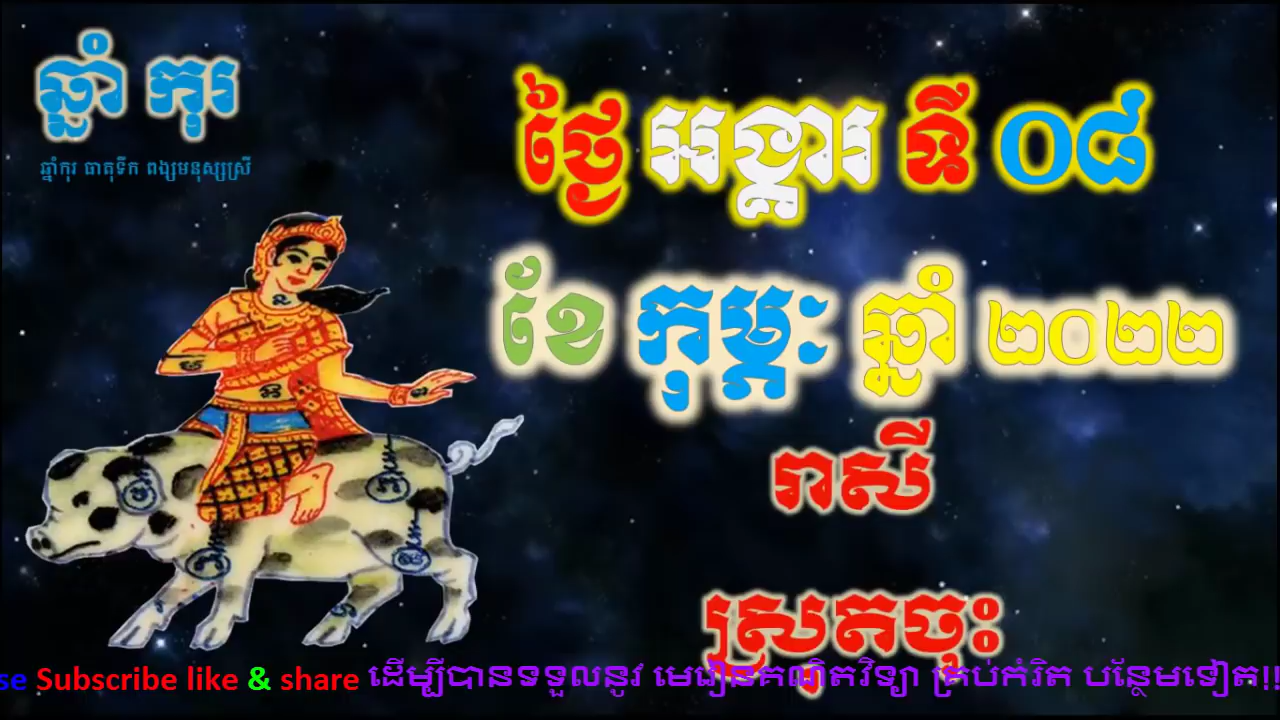 ឆ្នាំ កុរ
ឆ្នាំកុរ ធាតុទឹក ពង្សមនុស្សស្រី
ថ្ងៃ អង្គារ ទី ០៨
ខែ កុម្ភៈ ឆ្នាំ ២០២២
រាសី
ស្រុតចុះ
se Subscribe like & share ដើម្បីបានទទួលនូវ មេរៀនគណិតវិទ្យា គ្រប់កំរិត បន្ថែមទៀត!!